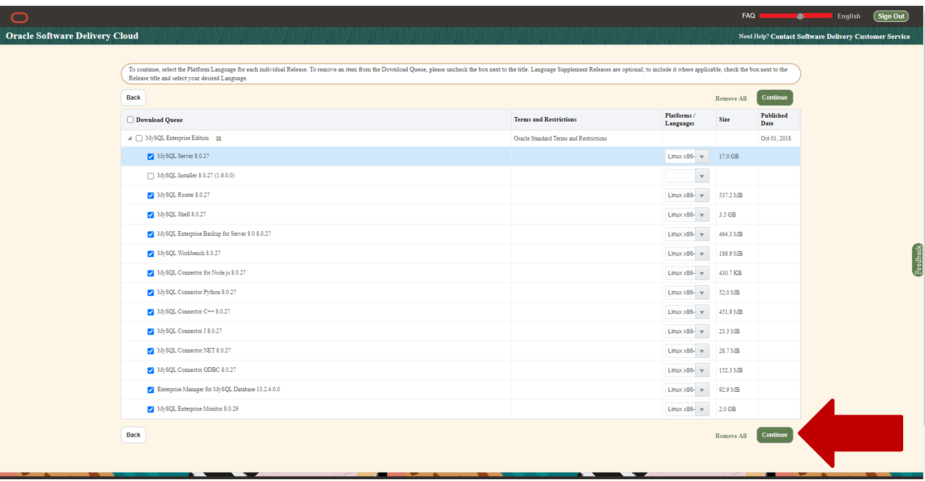 FAQ English Sign Out
Oracle Software Delivery Cloud
Need Help? Contact Software Delivery Customer Service
To continue, select the Platform/Language for each individual Release. To remove an item from the Download Queue, please uncheck the box next to the title. Language Supplement Releases are optional; to include it where applicable, check the box next to the
Release title and select your desired Language.
Back Remove All Continue
Download Queue Terms and Restrictions Platforms / Languages Size Published Date
MySQL Enterprise Edition Oracle Standard Terms and Restrictions Oct 01, 2018
MySQL Server 8.0.27 Linux x86- 17.0 GB
MySQL Installer 8.0.27 (1.6.0.0)
MySQL Router 8.0.27 Linux x86- 537.2 MB
MySQL Shell 8.0.27 Linux x86- 3.5 GB
MySQL Enterprise Backup for Server 8.0 8.0.27 Linux x86- 464.3 MB
MySQL Workbench 8.0.27 Linux x86- 186.9 MB
MySQL Connector for Node.js 8.0.27 Linux x86- 430.7 KB
MySQL Connector Python 8.0.27 Linux x86- 52.0 MB
MySQL Connector C++ 8.0.27 Linux x86- 451.9 MB
MySQL Connector J 8.0.27 Linux x86- 23.3 MB
MySQL Connector NET 8.0.27 Linux x86- 28.7 MB
MySQL Connector ODBC 8.0.27 Linux x86- 152.3 MB
Enterprise Manager for MySQL Database 13.2.4.0.0 Linux x86- 92.9 MB
MySQL Enterprise Monitor 8.0.29 Linux x86- 2.0 GB
Back Remove All Continue
Feedback